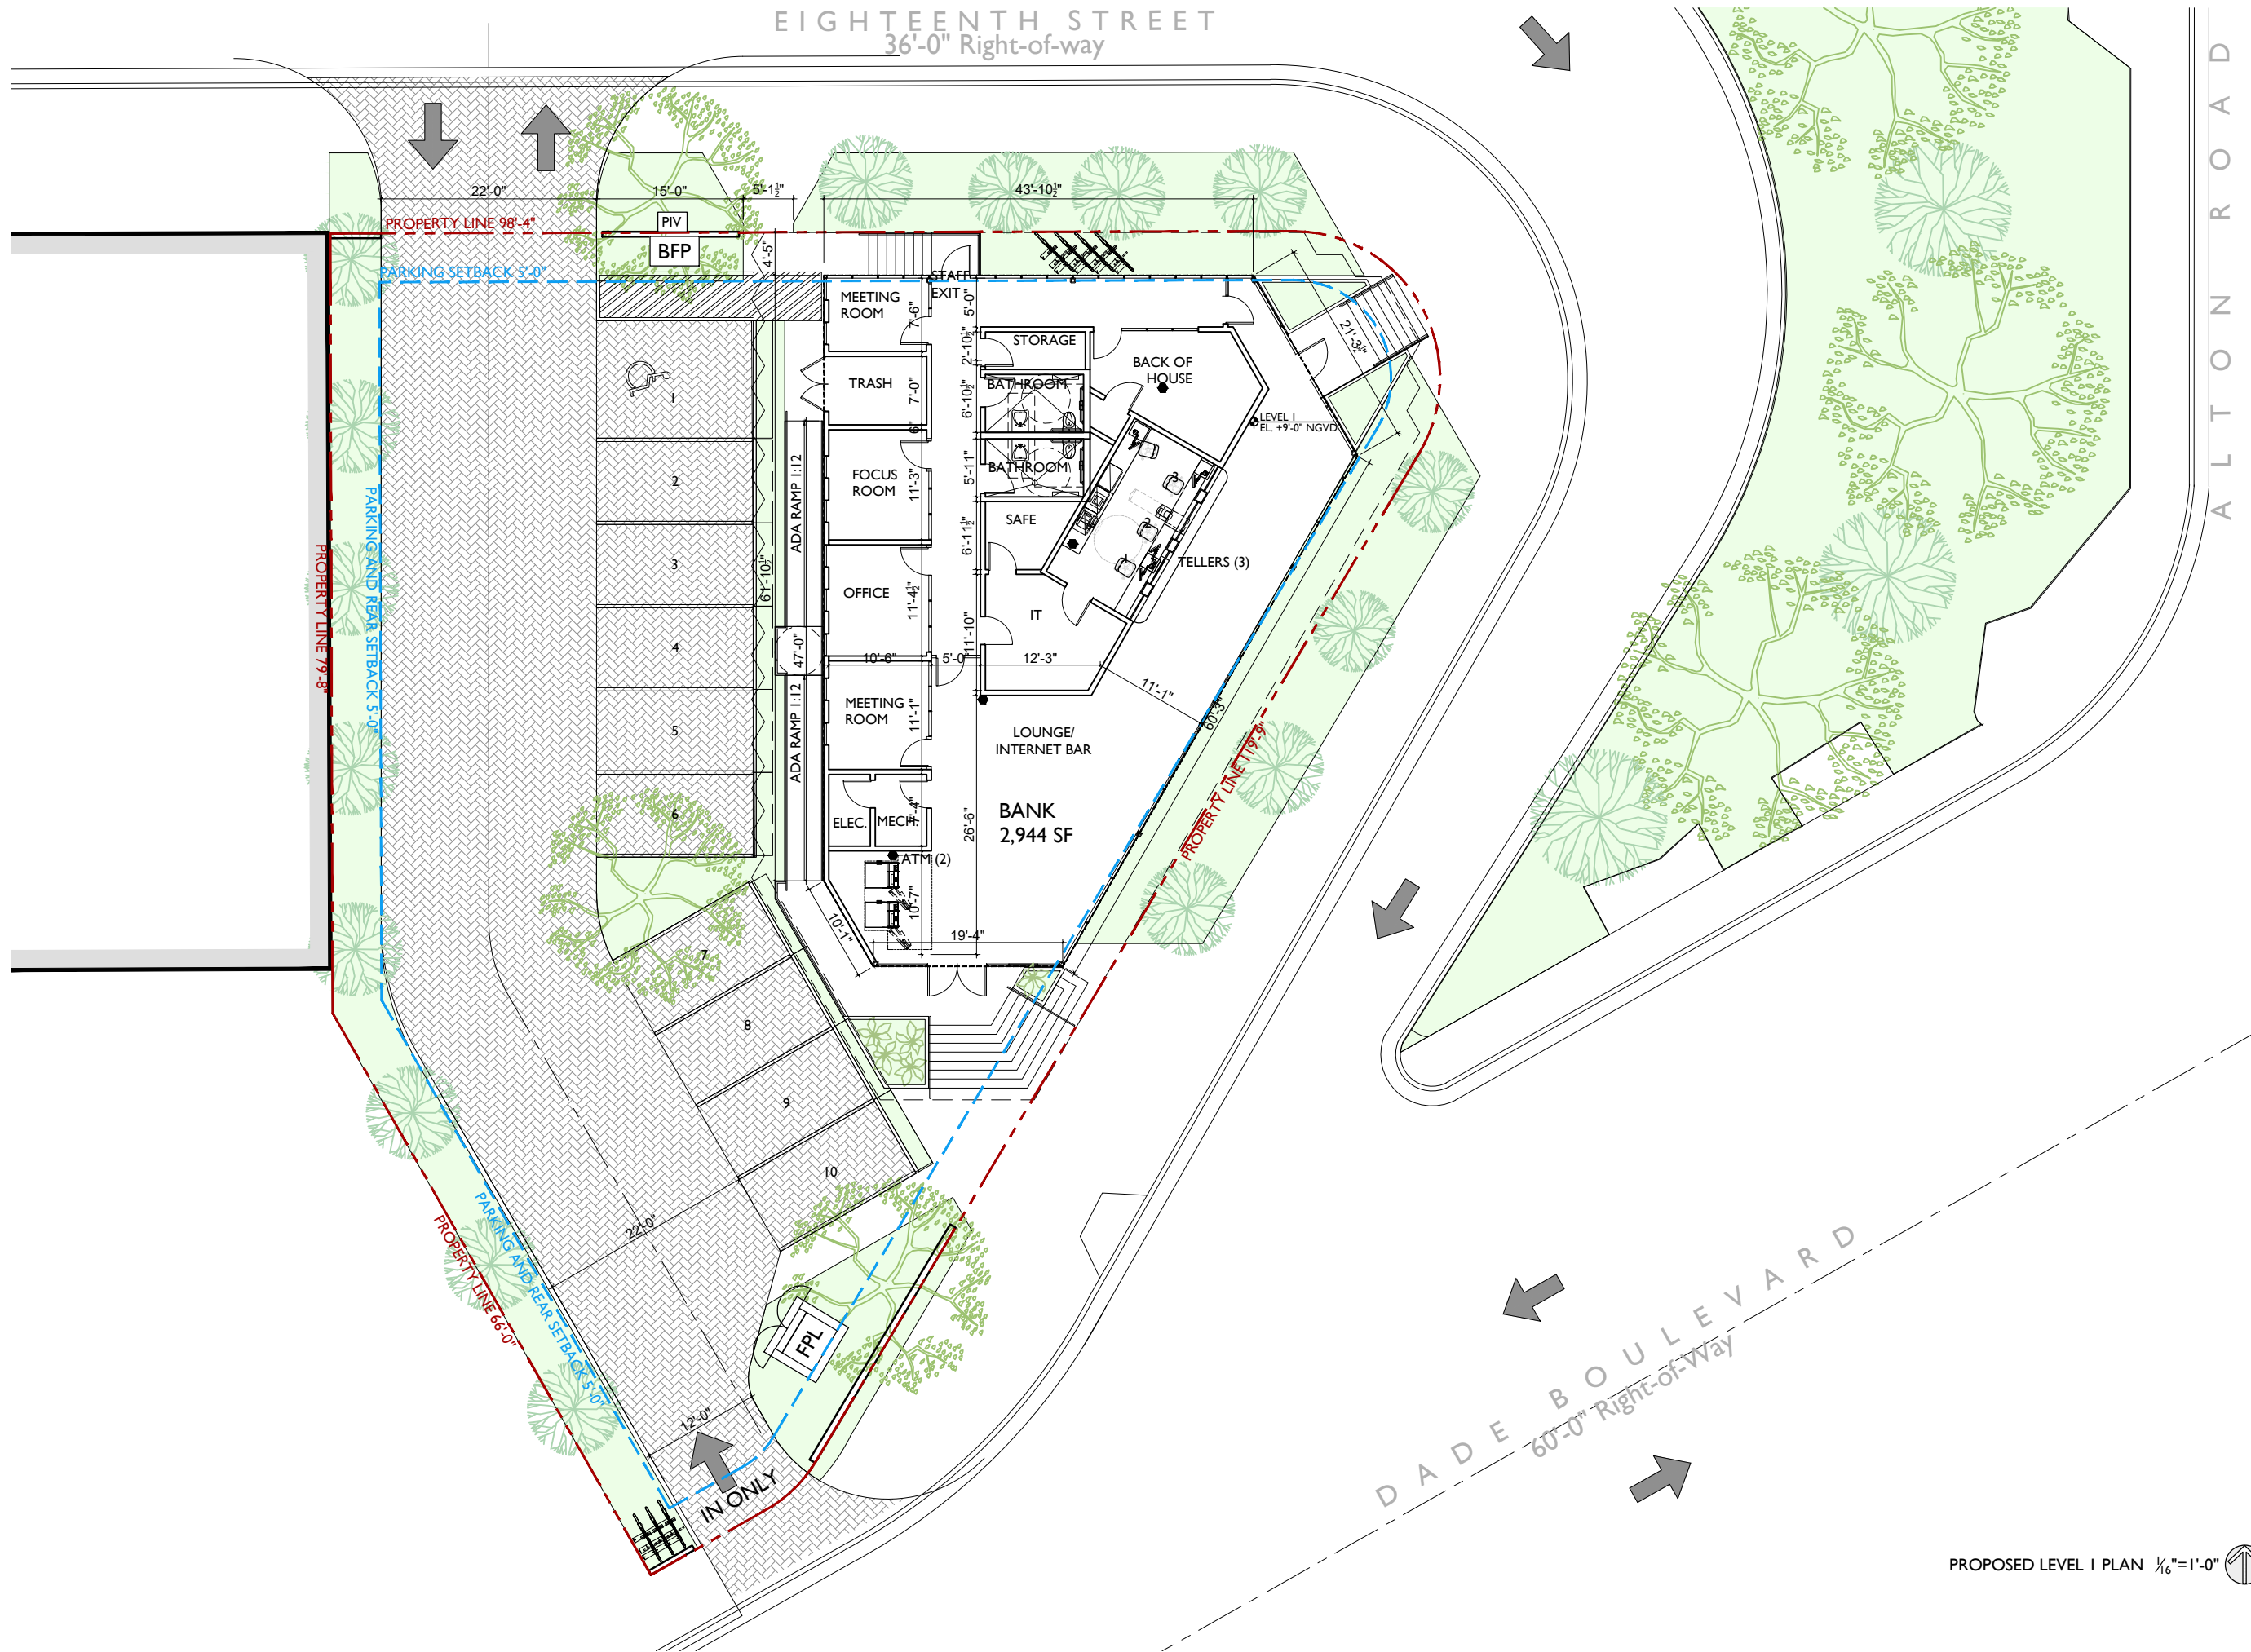 EIGHTEENTH STREET
36'-0" Right-of-way
ALTON ROAD
22'-0"
15'-0"
5'-1½"
43'-10½"
PROPERTY LINE 98'-4"
PIV
BFP
4'-5"
PARKING SETBACK 5'-0"
STAFF
EXIT
MEETING
ROOM
7'-6"
5'-0"
21'-3½"
STORAGE
2'-10½"
BACK OF
HOUSE
TRASH
7'-0"
BATHROOM
6'-10½"
1
LEVEL 1
EL. +9'-0" NGVD
6"
ADA RAMP 1:12
FOCUS
ROOM
11'-3"
5'-11"
BATHROOM
2
PARKING AND REAR SETBACK 5'-0"
SAFE
6'-11½"
PROPERTY LINE 79'-8"
3
61'-10½"
TELLERS (3)
OFFICE
11'-4½"
IT
11'-10"
4
47'-0"
10'-6"
5'-0"
12'-3"
11'-1"
ADA RAMP 1:12
MEETING
ROOM
11'-1"
60'-3"
5
LOUNGE/
INTERNET BAR
PROPERTY LINE 119'-9"
6
ELEC.
MECH.
BANK
2,944 SF
26'-6"
ATM (2)
10'-7"
10'-1"
19'-4"
7
8
9
10
22'-0"
PARKING AND REAR SETBACK 5'-0"
PROPERTY LINE 66'-0"
FPL
12'-0"
IN ONLY
DADE BOULEVARD
60'-0" Right-of-Way
PROPOSED LEVEL 1 PLAN 1/16"=1'-0"